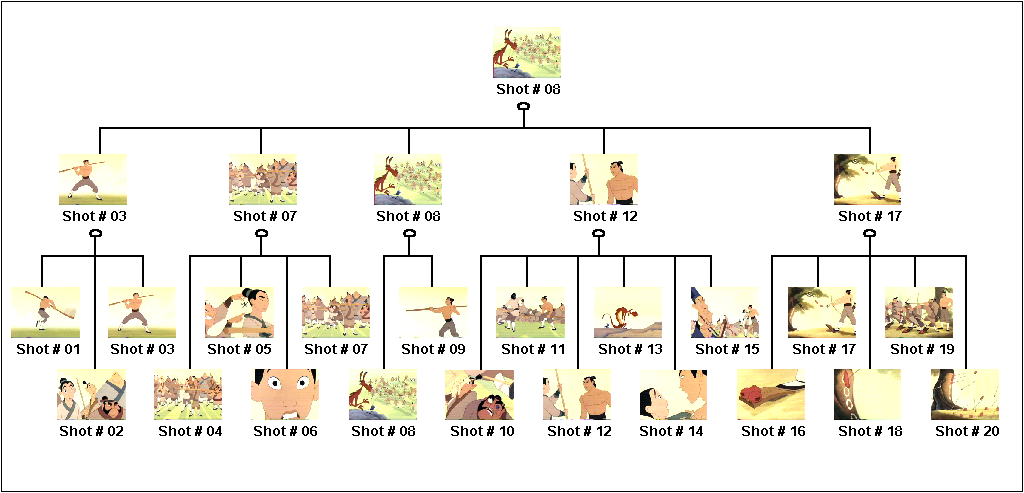 Shot # 08
Shot # 03
Shot # 07
Shot # 08
Shot # 12
Shot # 17
Shot # 01
Shot # 03
Shot # 05
Shot # 07
Shot # 09
Shot # 11
Shot # 13
Shot # 15
Shot # 17
Shot # 19
Shot # 02
Shot # 04
Shot # 06
Shot # 08
Shot # 10
Shot # 12
Shot # 14
Shot # 16
Shot # 18
Shot # 20